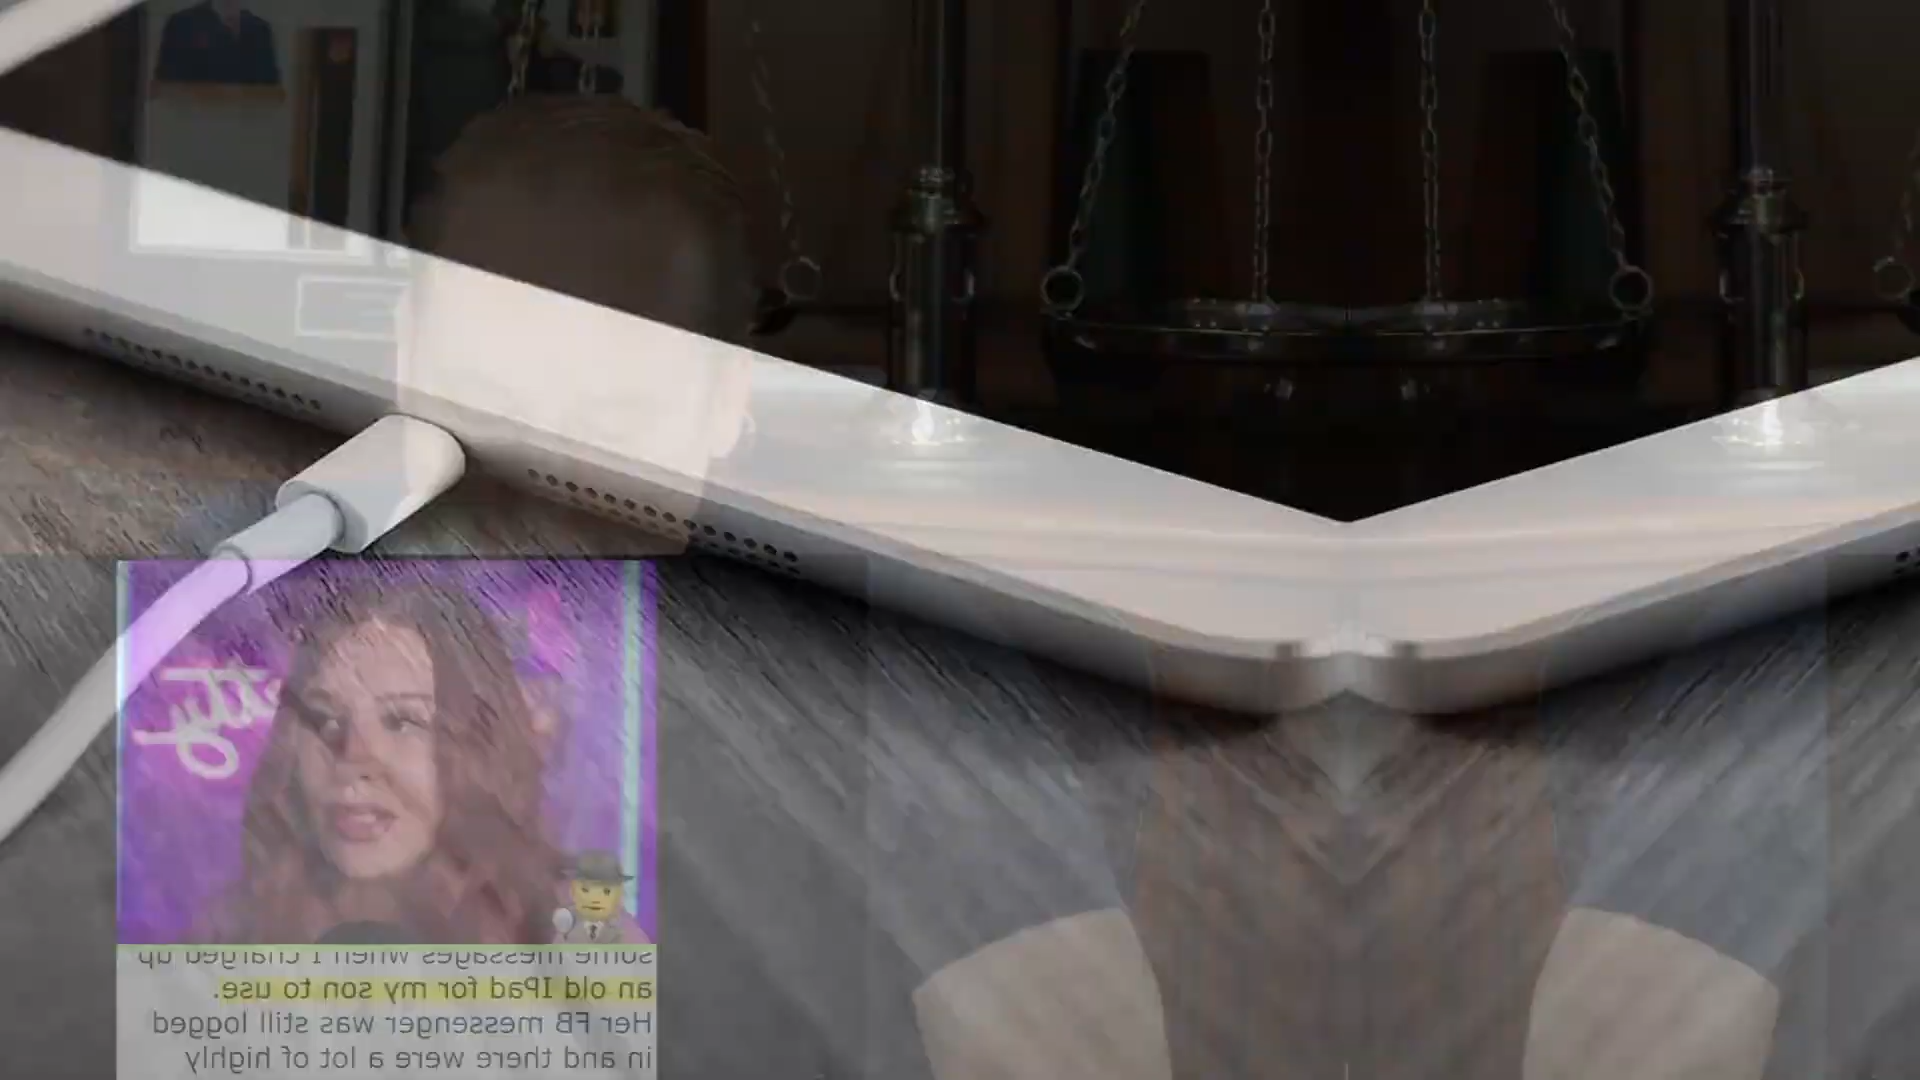 some messages when I charged up
an old IPad for my son to use.
Her FB messenger was still logged
in and there were a lot of highly